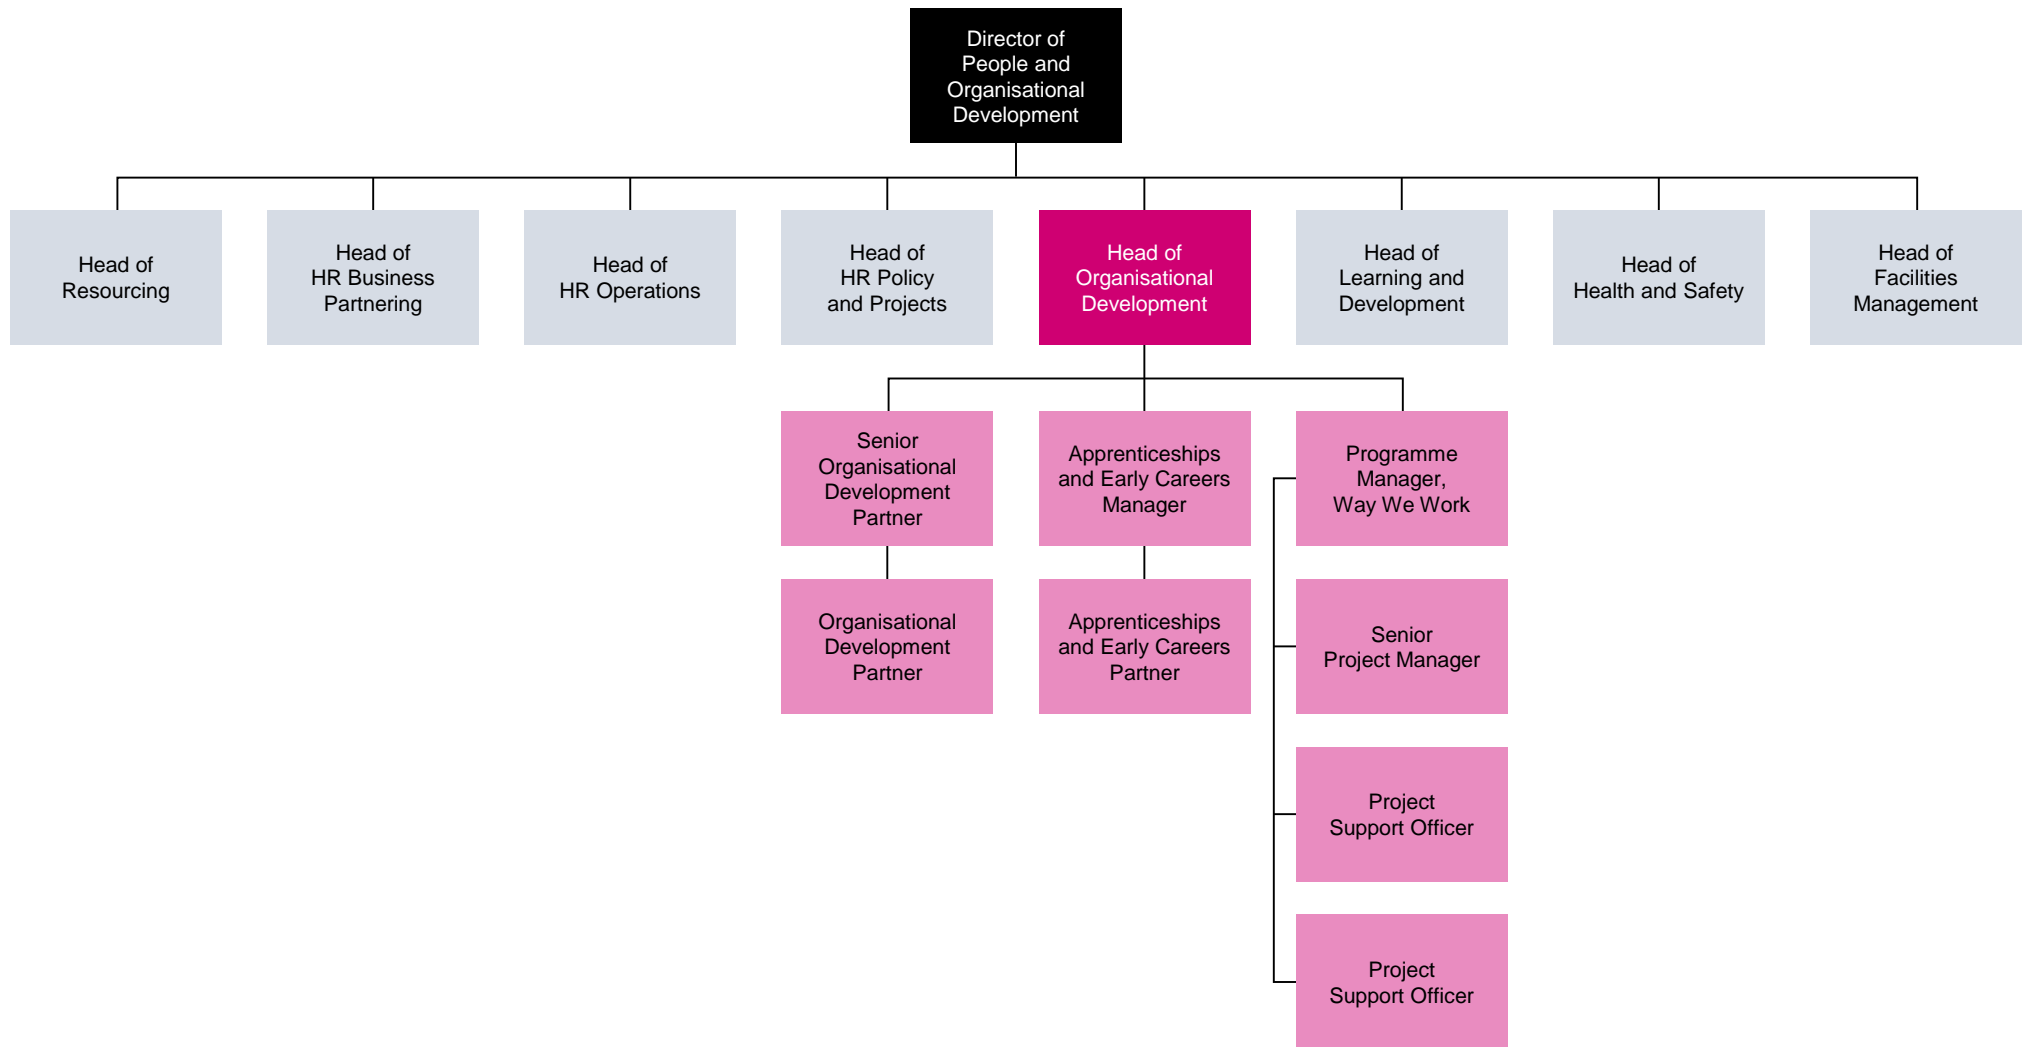 Director of
People and
Organisational
Development
Head of
Resourcing
Head of
HR Business
Partnering
Head of
HR Operations
Head of
HR Policy
and Projects
Head of
Organisational
Development
Head of
Learning and
Development
Head of
Health and Safety
Head of
Facilities
Management
Senior
Organisational
Development
Partner
Apprenticeships
and Early Careers
Manager
Programme
Manager,
Way We Work
Organisational
Development
Partner
Apprenticeships
and Early Careers
Partner
Senior
Project Manager
Project
Support Officer
Project
Support Officer